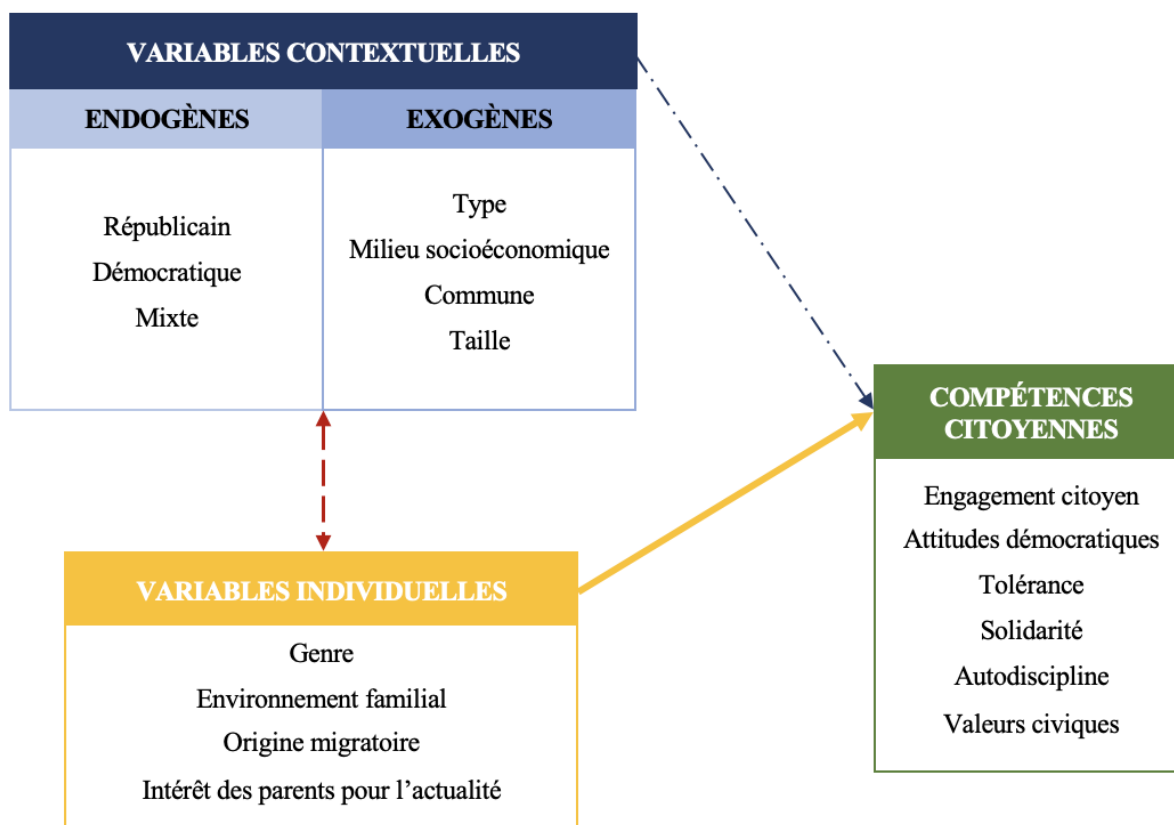 VARIABLES CONTEXTUELLES
ENDOGÈNES
EXOGÈNES
Républicain
Démocratique
Mixte
Type
Milieu socioéconomique
Commune
Taille
COMPÉTENCES
CITOYENNES
Engagement citoyen
Attitudes démocratiques
Tolérance
Solidarité
Autodiscipline
Valeurs civiques
VARIABLES INDIVIDUELLES
Genre
Environnement familial
Origine migratoire
Intérêt des parents pour l’actualité